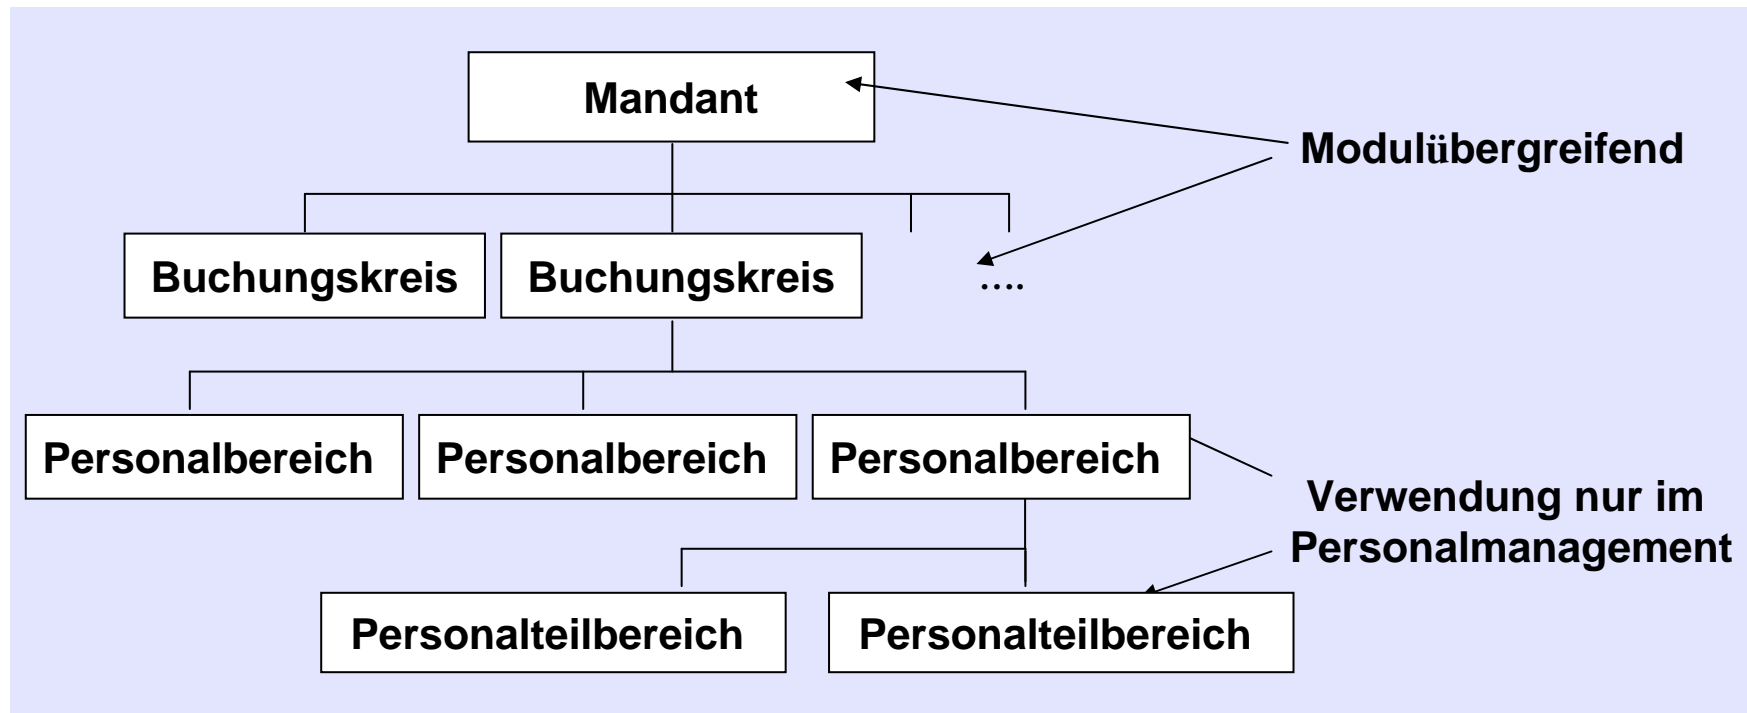 Mandant
Modulübergreifend
Buchungskreis
Buchungskreis
....
Personalbereich
Personalbereich
Personalbereich
Verwendung nur im
Personalmanagement
Personalteilbereich
Personalteilbereich